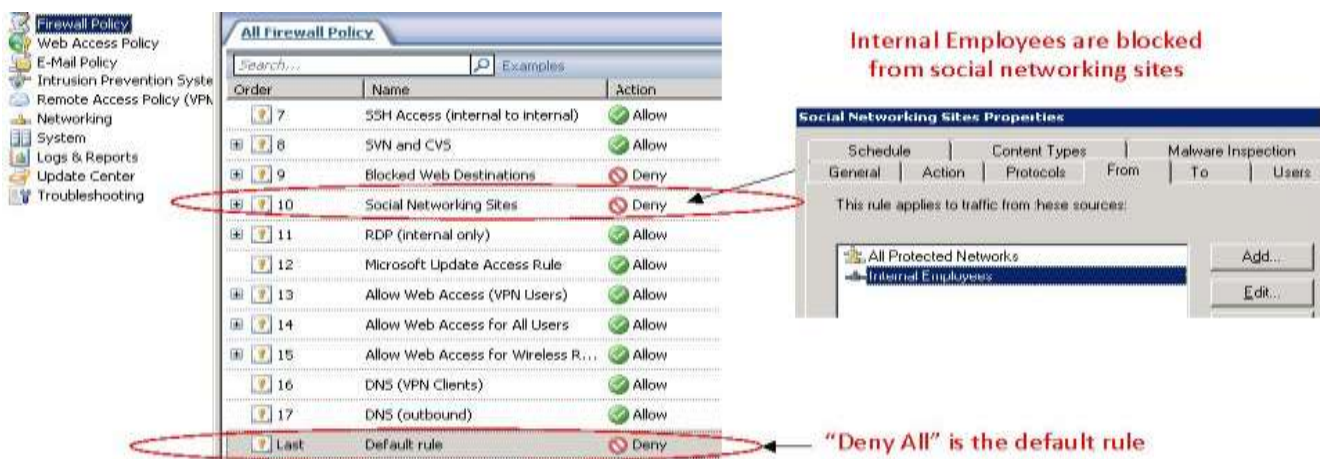 Firewall Policy
Web Access Policy
E-Mail Policy
Intrusion Prevention Syste
Remote Access Policy (VPN
Networking
System
Logs & Reports
Update Center
Troubleshooting
All Firewall Policy
Search...
Examples
Order Name Action
7 SSH Access (internal to internal) Allow
8 SVN and CVS Allow
9 Blocked Web Destinations Deny
10 Social Networking Sites Deny
11 RDP (internal only) Allow
12 Microsoft Update Access Rule Allow
13 Allow Web Access (VPN Users) Allow
14 Allow Web Access for All Users Allow
15 Allow Web Access for Wireless R... Allow
16 DNS (VPN Clients) Allow
17 DNS (outbound) Allow
Last Default rule Deny
Internal Employees are blocked
from social networking sites
Social Networking Sites Properties
Schedule Content Types Malware Inspection
General Action Protocols From To Users
This rule applies to traffic from these sources:
All Protected Networks
Internal Employees
Add...
Edit...
"Deny All" is the default rule